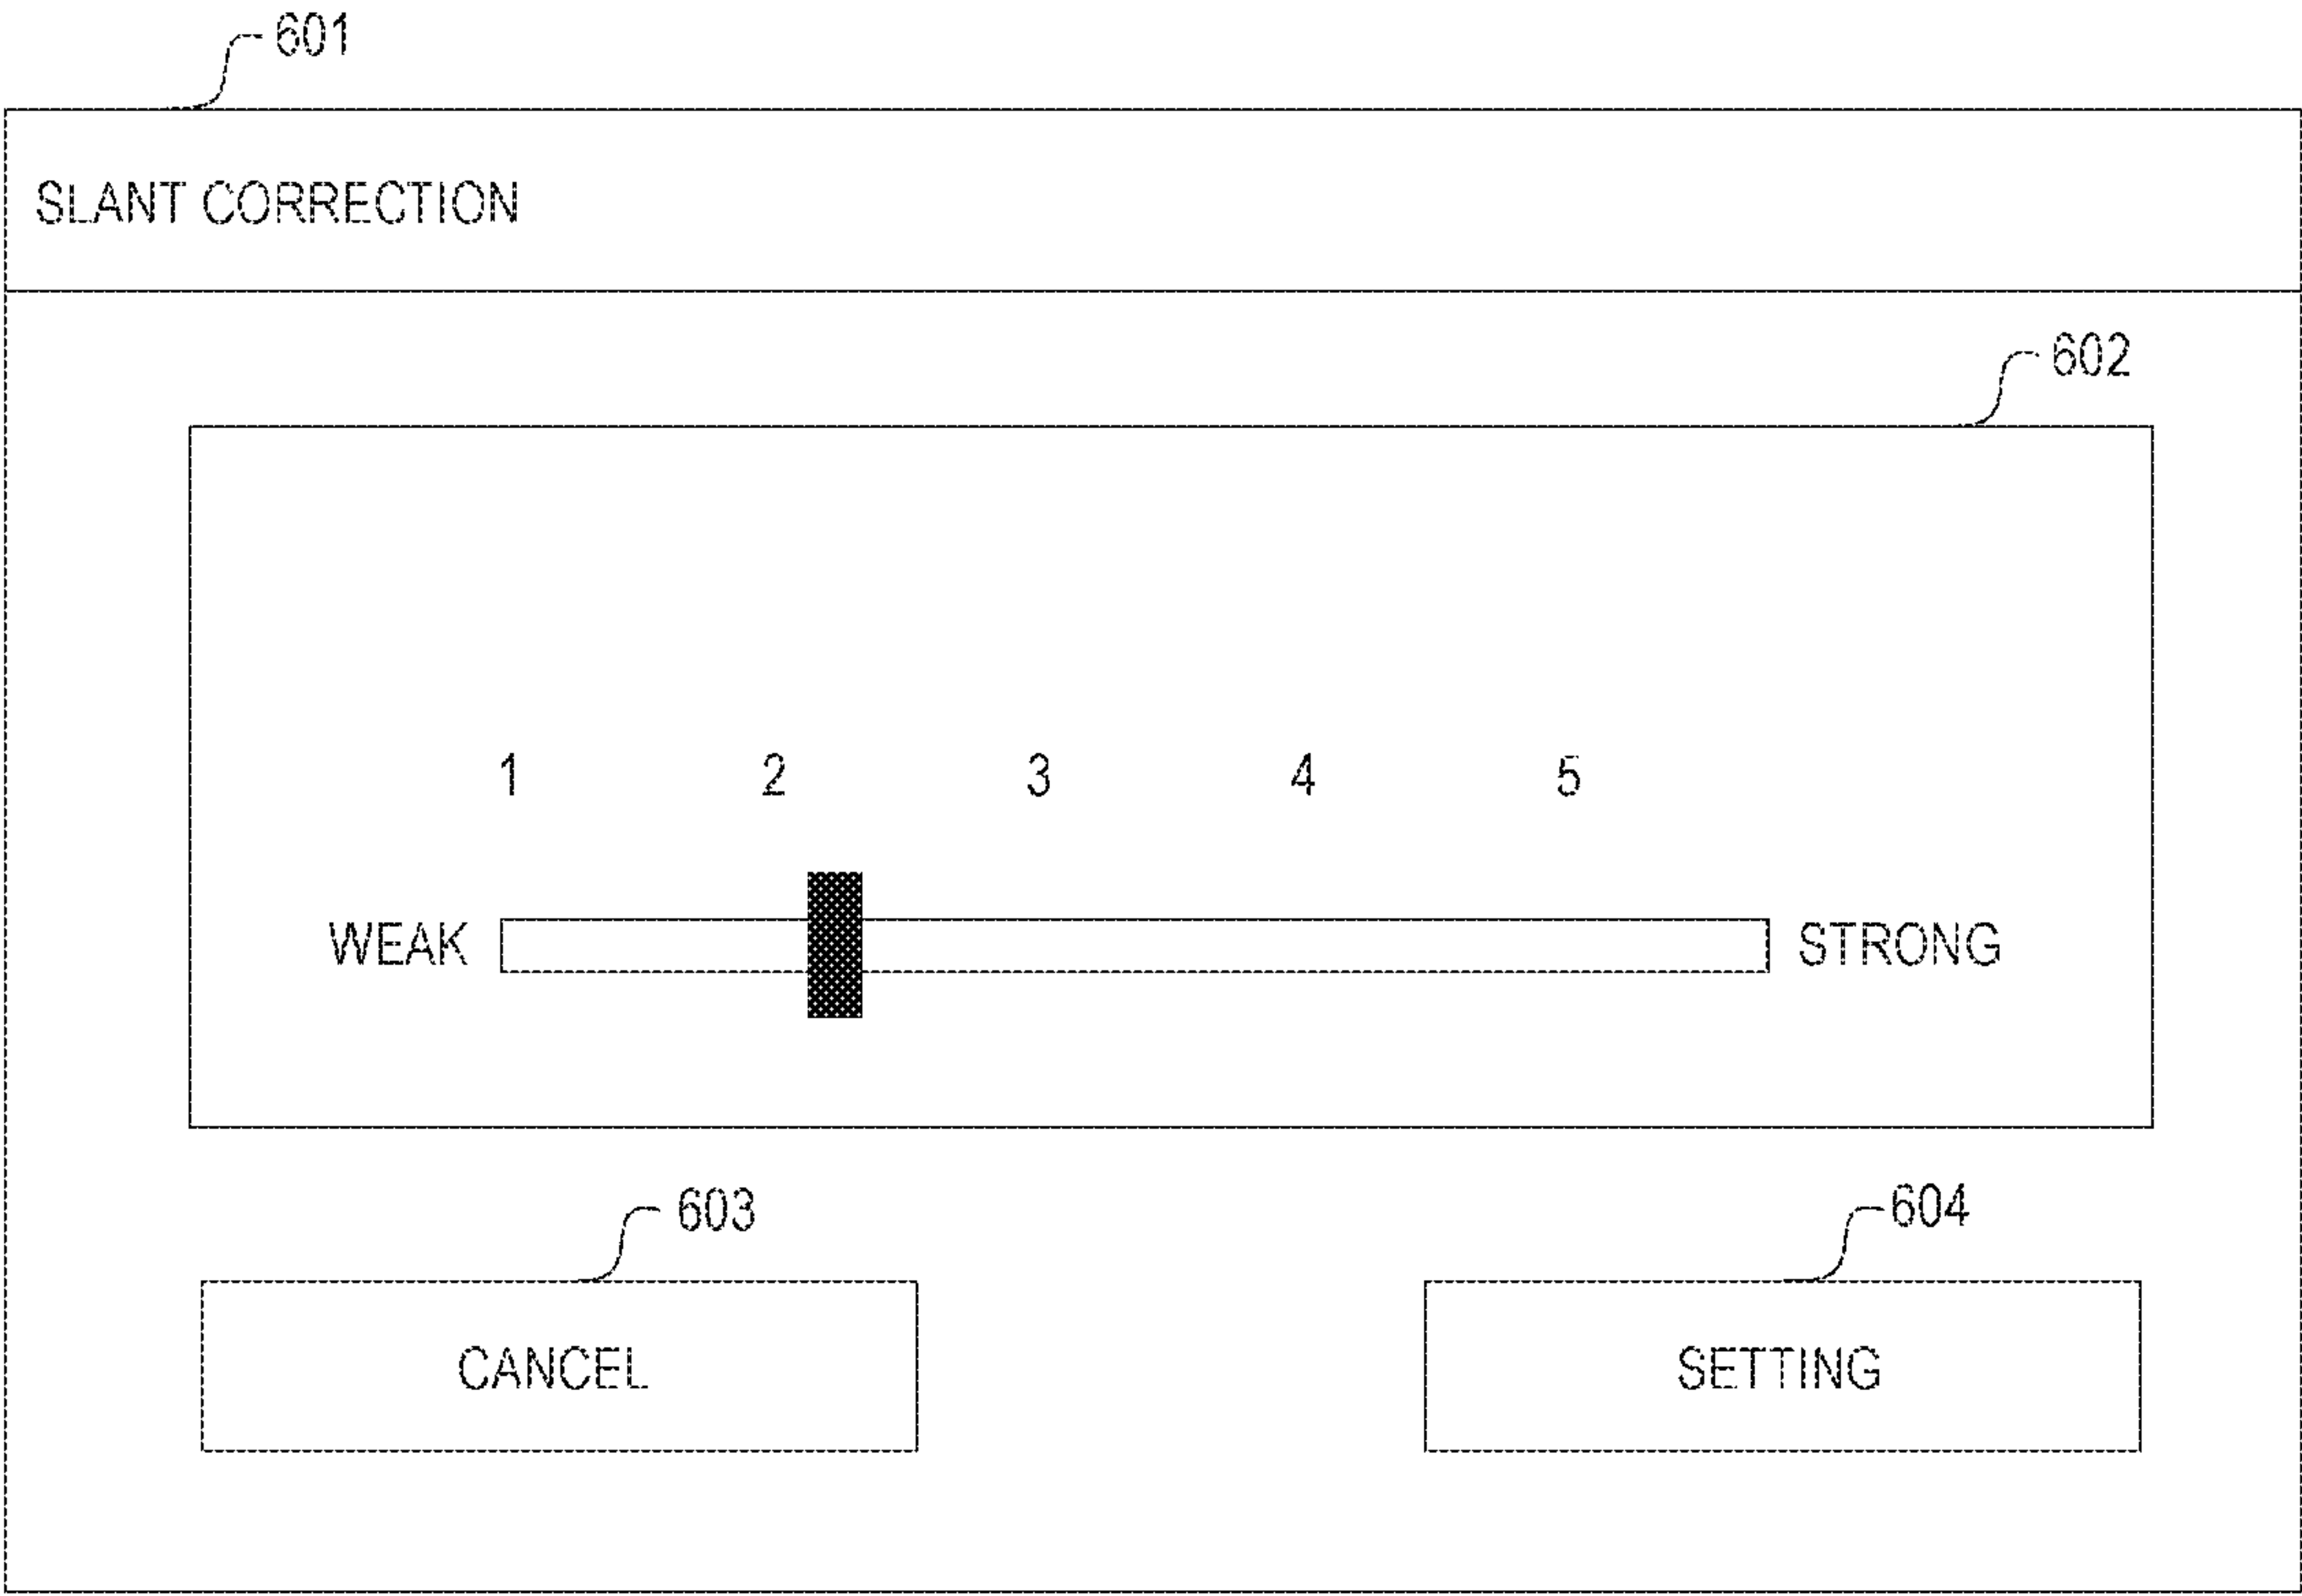 601
SLANT CORRECTION
602
1 2 3 4 5
WEAK STRONG
603 604
CANCEL SETTING